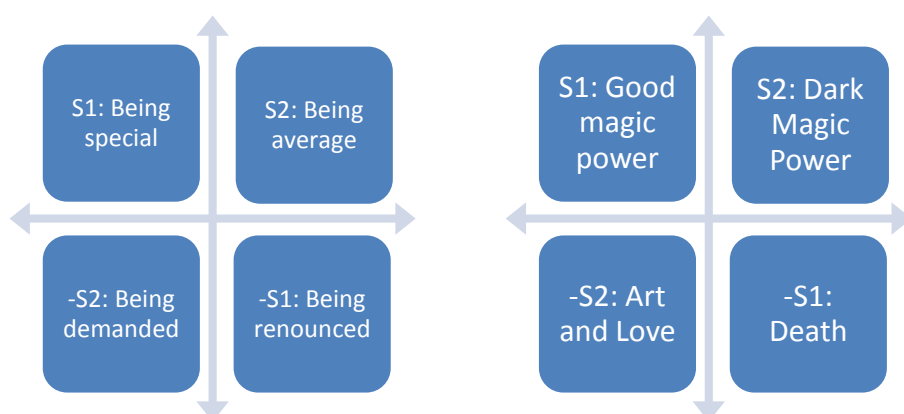 S1: Being
special
S2: Being
average
-S2: Being
demanded
-S1: Being
renounced
S1: Good
magic
power
S2: Dark
Magic
Power
-S2: Art
and Love
-S1:
Death